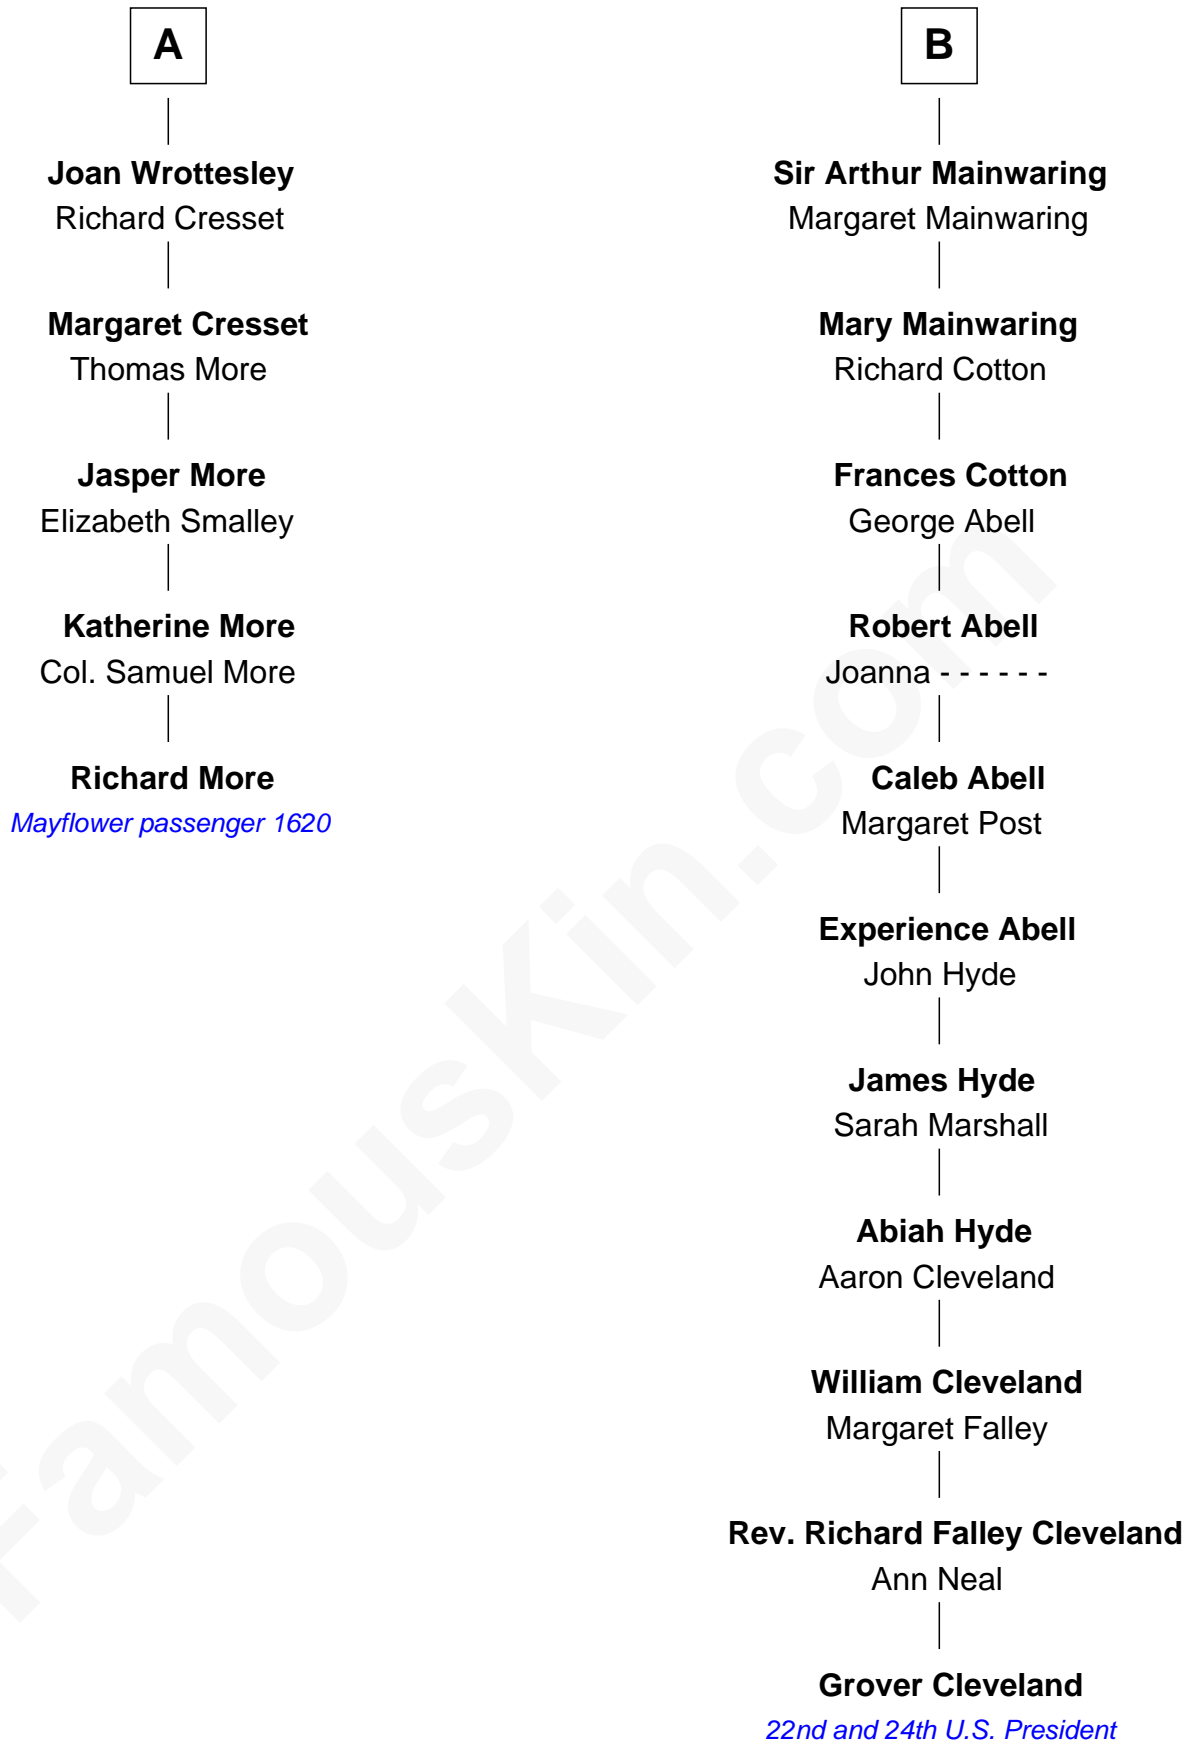 A
Joan Wrottesley
Richard Cresset
Margaret Cresset
Thomas More
Jasper More
Elizabeth Smalley
Katherine More
Col. Samuel More
Richard More
Mayflower passenger 1620
B
Sir Arthur Mainwaring
Margaret Mainwaring
Mary Mainwaring
Richard Cotton
Frances Cotton
George Abell
Robert Abell
Joanna - - - - - -
Caleb Abell
Margaret Post
Experience Abell
John Hyde
James Hyde
Sarah Marshall
Abiah Hyde
Aaron Cleveland
William Cleveland
Margaret Falley
Rev. Richard Falley Cleveland
Ann Neal
Grover Cleveland
22nd and 24th U.S. President
FamousKin.com